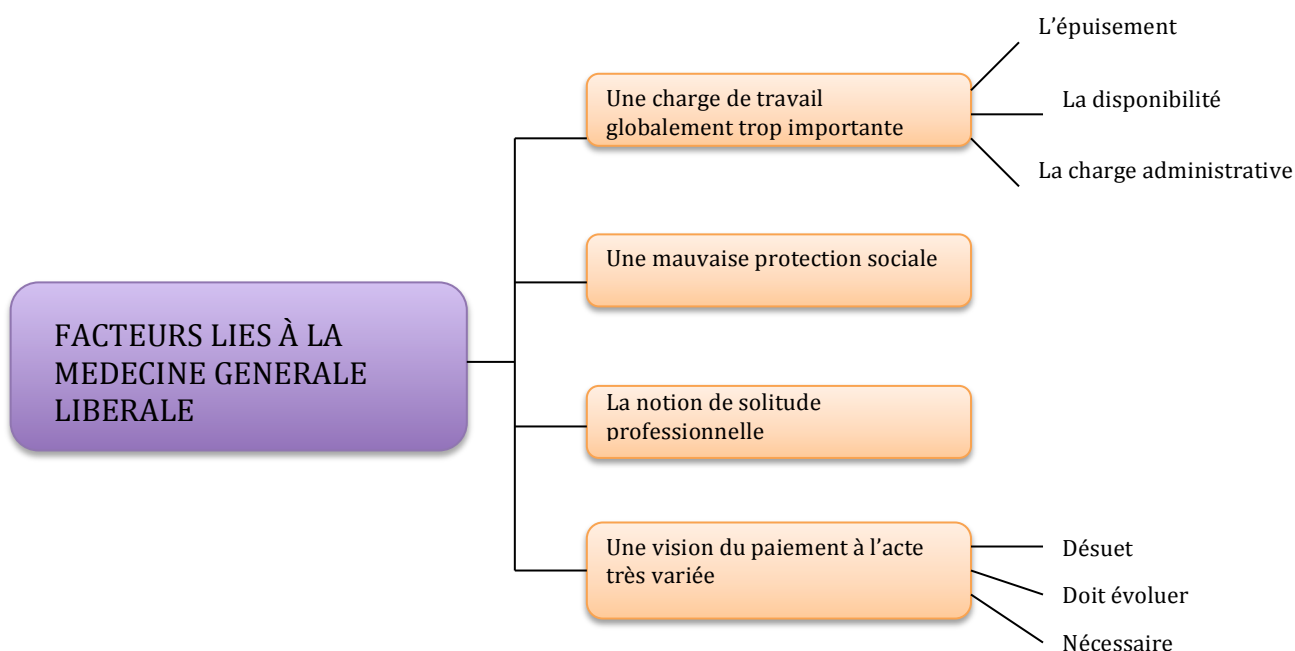 L’épuisement
Une charge de travail
globalement trop importante
La disponibilité
La charge administrative
Une mauvaise protection sociale
FACTEURS LIES À LA
MEDECINE GENERALE
LIBERALE
La notion de solitude
professionnelle
Une vision du paiement à l’acte
très variée
Désuet
Doit évoluer
Nécessaire